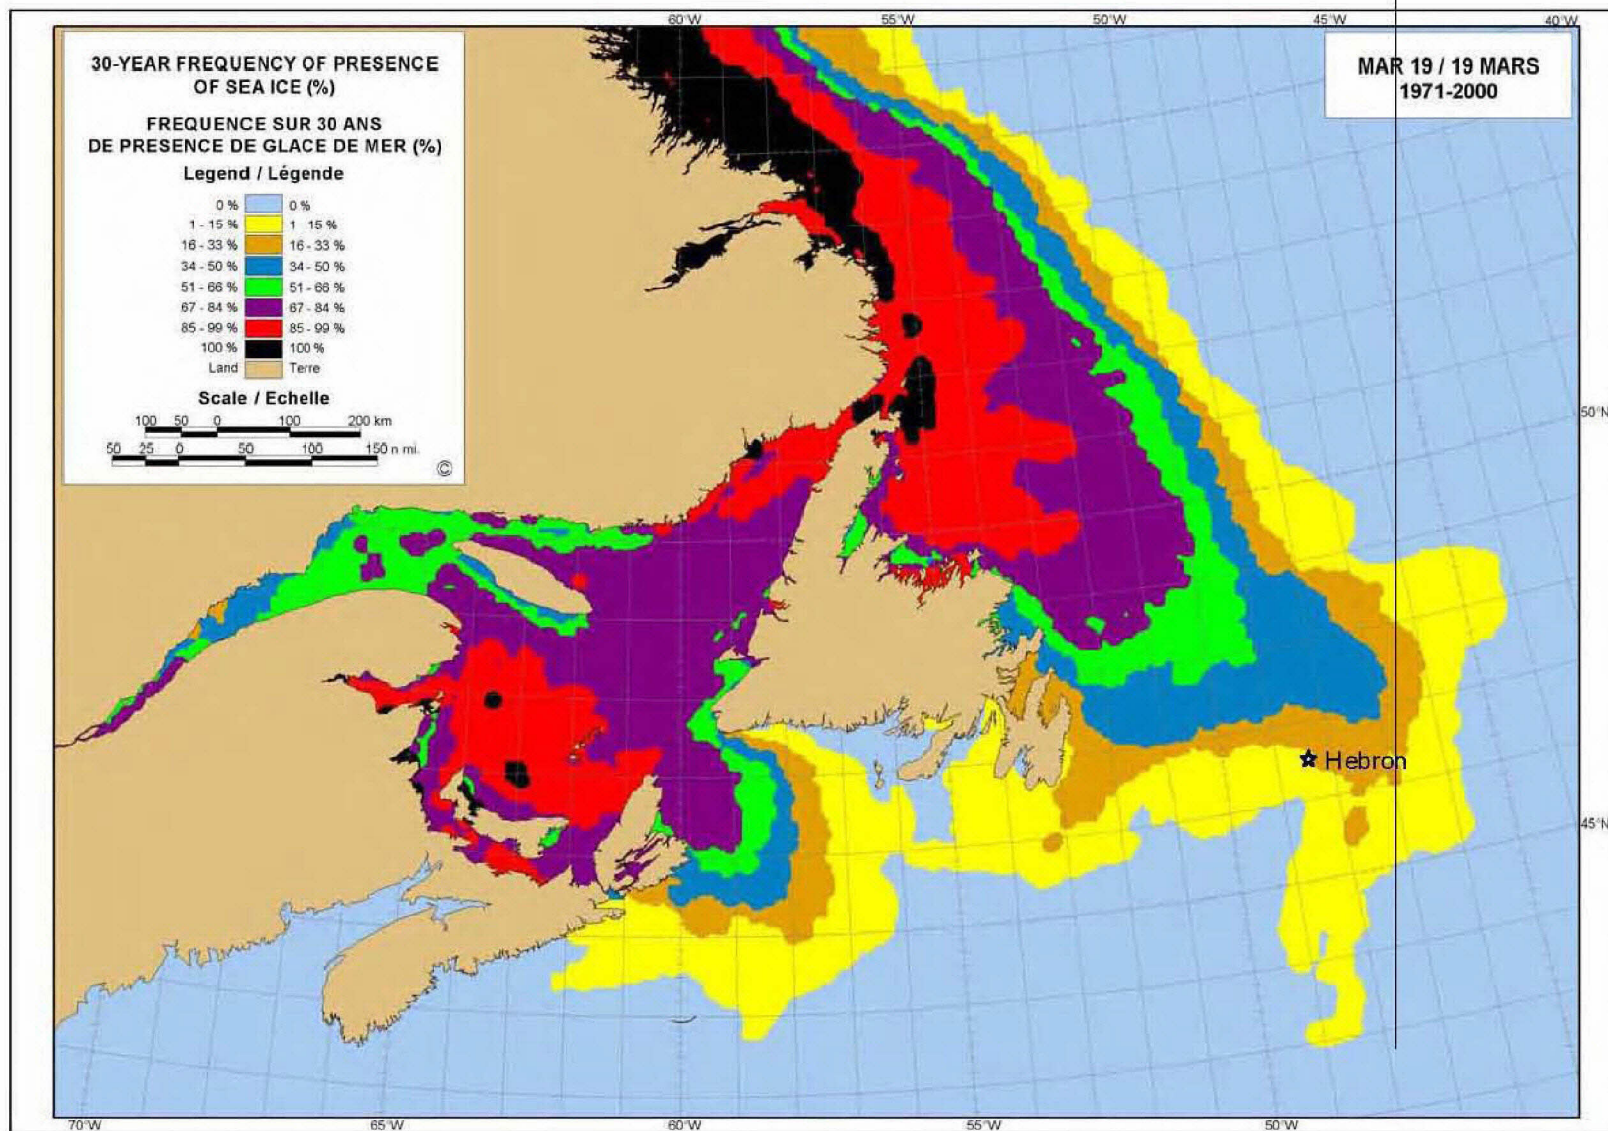 60°W 55°W 50°W 45°W 40°W
30-YEAR FREQUENCY OF PRESENCE
OF SEA ICE (%)
FREQUENCE SUR 30 ANS
DE PRESENCE DE GLACE DE MER (%)
Legend / Légende
0 % 0 %
1 - 15 % 1 15 %
16 - 33 % 16 - 33 %
34 - 50 % 34 - 50 %
51 - 66 % 51 - 66 %
67 - 84 % 67 - 84 %
85 - 99 % 85 - 99 %
100 % 100 %
Land Terre
Scale / Echelle
100 50 0 100 200 km
50 25 0 50 100 150 n mi.
©
MAR 19 / 19 MARS
1971-2000
50°N
Hebron
45°N
70°W 65°W 60°W 55°W 50°W